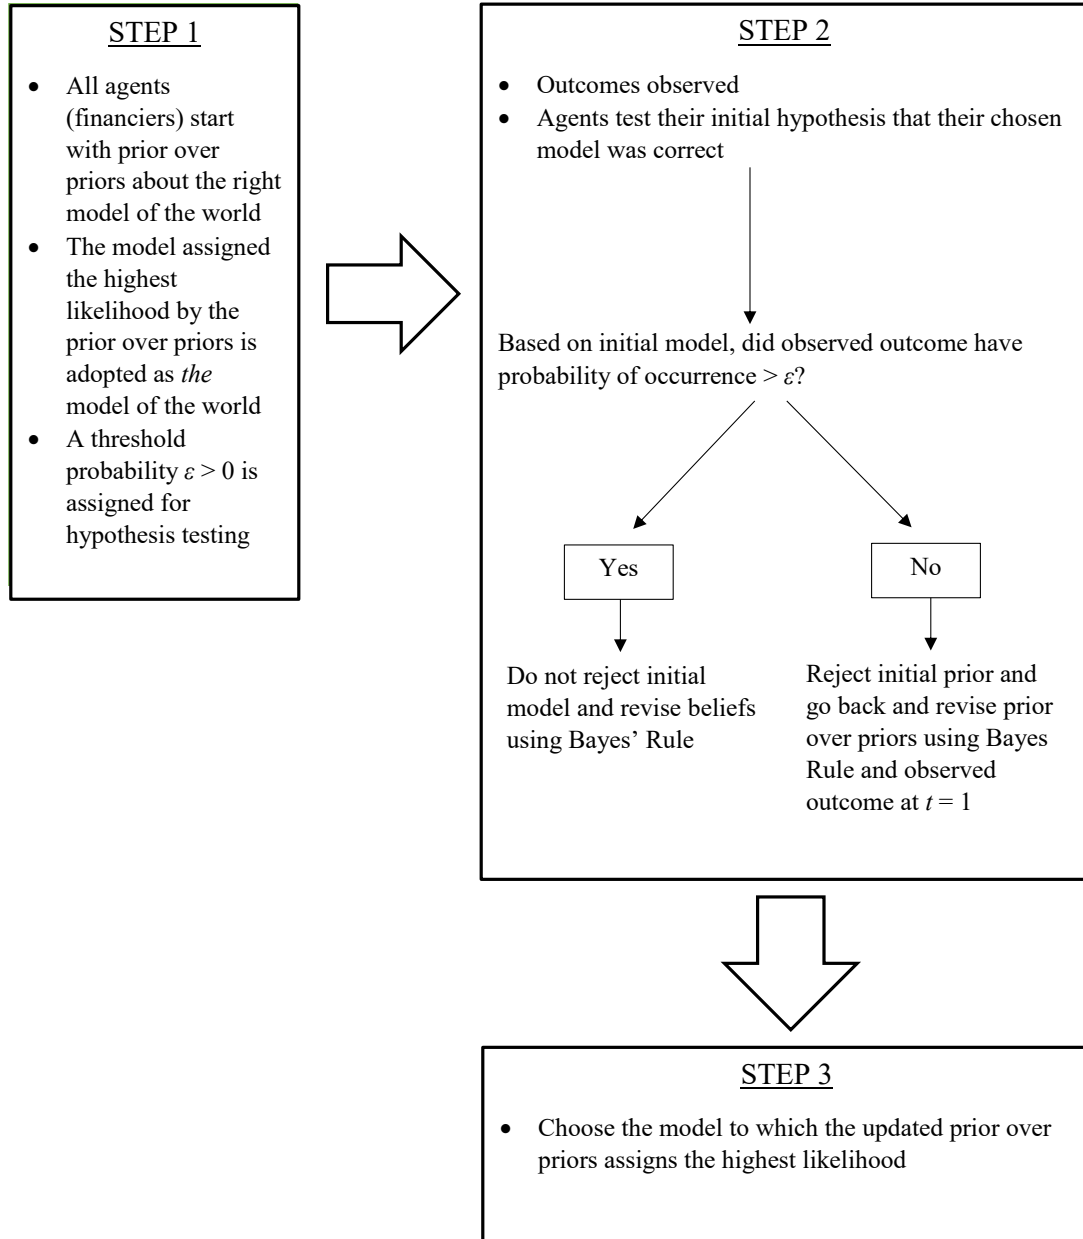 STEP 1
• All agents
(financiers) start
with prior over
priors about the right
model of the world
• The model assigned
the highest
likelihood by the
prior over priors is
adopted as the
model of the world
• A threshold
probability ε > 0 is
assigned for
hypothesis testing
STEP 2
• Outcomes observed
• Agents test their initial hypothesis that their chosen
model was correct
Based on initial model, did observed outcome have
probability of occurrence > ε?
Yes
No
Do not reject initial
model and revise beliefs
using Bayes’ Rule
Reject initial prior and
go back and revise prior
over priors using Bayes
Rule and observed
outcome at t = 1
STEP 3
• Choose the model to which the updated prior over
priors assigns the highest likelihood